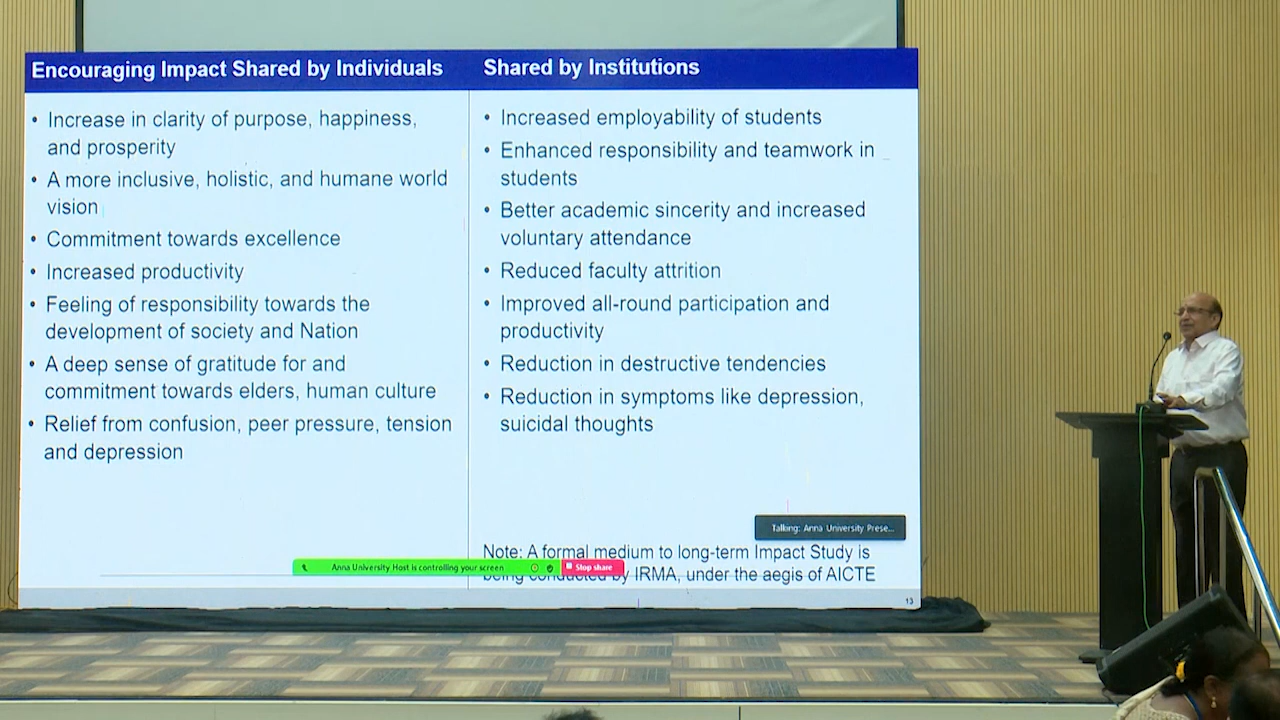 Encouraging Impact Shared by Individuals
• Increase in clarity of purpose, happiness,
and prosperity
• A more inclusive, holistic, and humane world
vision
• Commitment towards excellence
• Increased productivity
• Feeling of responsibility towards the
development of society and Nation
• A deep sense of gratitude for and
commitment towards elders, human culture
• Relief from confusion, peer pressure, tension
and depression
Shared by Institutions
• Increased employability of students
• Enhanced responsibility and teamwork in
students
• Better academic sincerity and increased
voluntary attendance
• Reduced faculty attrition
• Improved all-round participation and
productivity
• Reduction in destructive tendencies
• Reduction in symptoms like depression,
suicidal thoughts
Talking: Anna University Prese...
Note: A formal medium to long-term Impact Study is
being conducted by IRMA, under the aegis of AICTE
Anna University Host is controlling your screen
Stop share
13